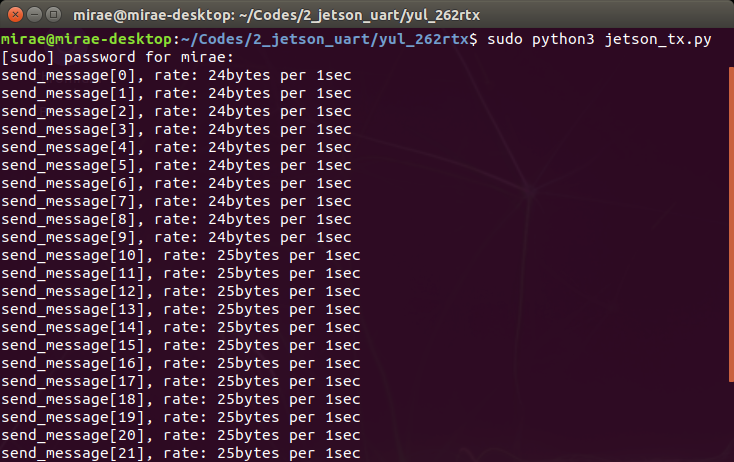 mirae@mirae-desktop: ~/Codes/2_jetson_uart/yul_262rtx
mirae@mirae-desktop:~/Codes/2_jetson_uart/yul_262rtx$ sudo python3 jetson_tx.py
[sudo] password for mirae:
send_message[0], rate: 24bytes per 1sec
send_message[1], rate: 24bytes per 1sec
send_message[2], rate: 24bytes per 1sec
send_message[3], rate: 24bytes per 1sec
send_message[4], rate: 24bytes per 1sec
send_message[5], rate: 24bytes per 1sec
send_message[6], rate: 24bytes per 1sec
send_message[7], rate: 24bytes per 1sec
send_message[8], rate: 24bytes per 1sec
send_message[9], rate: 24bytes per 1sec
send_message[10], rate: 25bytes per 1sec
send_message[11], rate: 25bytes per 1sec
send_message[12], rate: 25bytes per 1sec
send_message[13], rate: 25bytes per 1sec
send_message[14], rate: 25bytes per 1sec
send_message[15], rate: 25bytes per 1sec
send_message[16], rate: 25bytes per 1sec
send_message[17], rate: 25bytes per 1sec
send_message[18], rate: 25bytes per 1sec
send_message[19], rate: 25bytes per 1sec
send_message[20], rate: 25bytes per 1sec
send_message[21], rate: 25bytes per 1sec